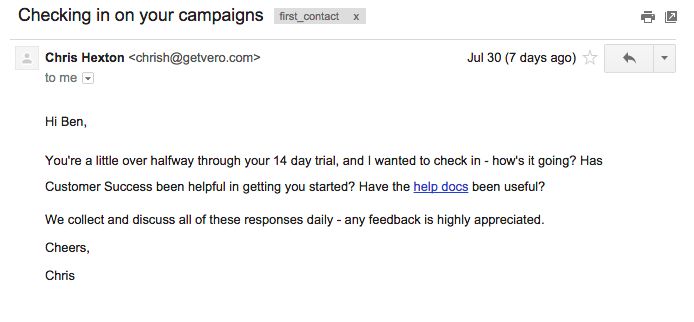 Checking in on your campaigns first_contact x
Chris Hexton <chrish@getvero.com> Jul 30 (7 days ago)
to me
Hi Ben,
You're a little over halfway through your 14 day trial, and I wanted to check in - how's it going? Has
Customer Success been helpful in getting you started? Have the help docs been useful?
We collect and discuss all of these responses daily - any feedback is highly appreciated.
Cheers,
Chris